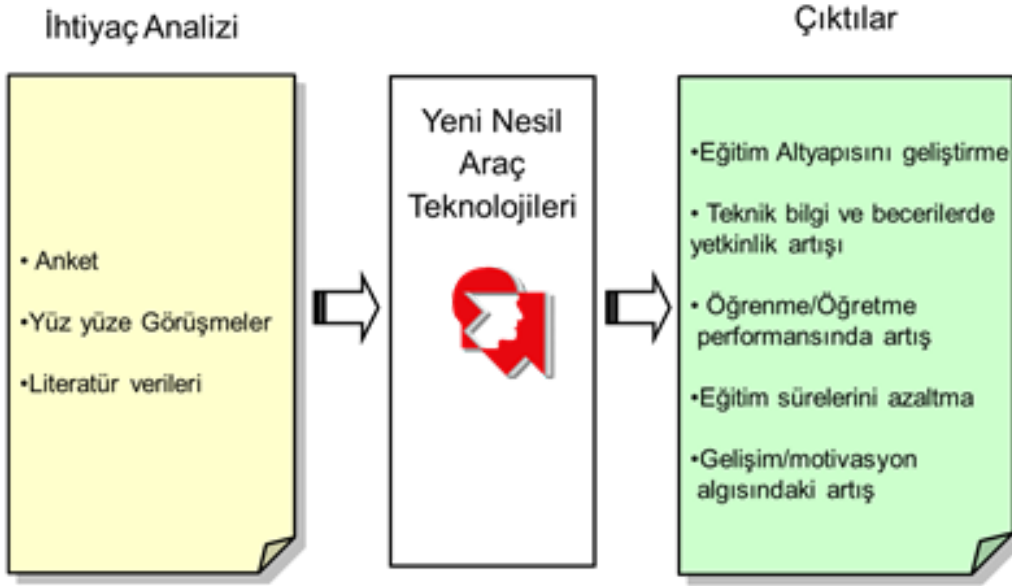 İhtiyaç Analizi
• Anket
•Yüz yüze Görüşmeler
•Literatür verileri
Yeni Nesil
Araç
Teknolojileri
Çıktılar
•Eğitim Altyapısını geliştirme
• Teknik bilgi ve becerilerde
yetkinlik artışı
• Öğrenme/Öğretme
performansında artış
•Eğitim sürelerini azaltma
•Gelişim/motivasyon
algısındaki artış